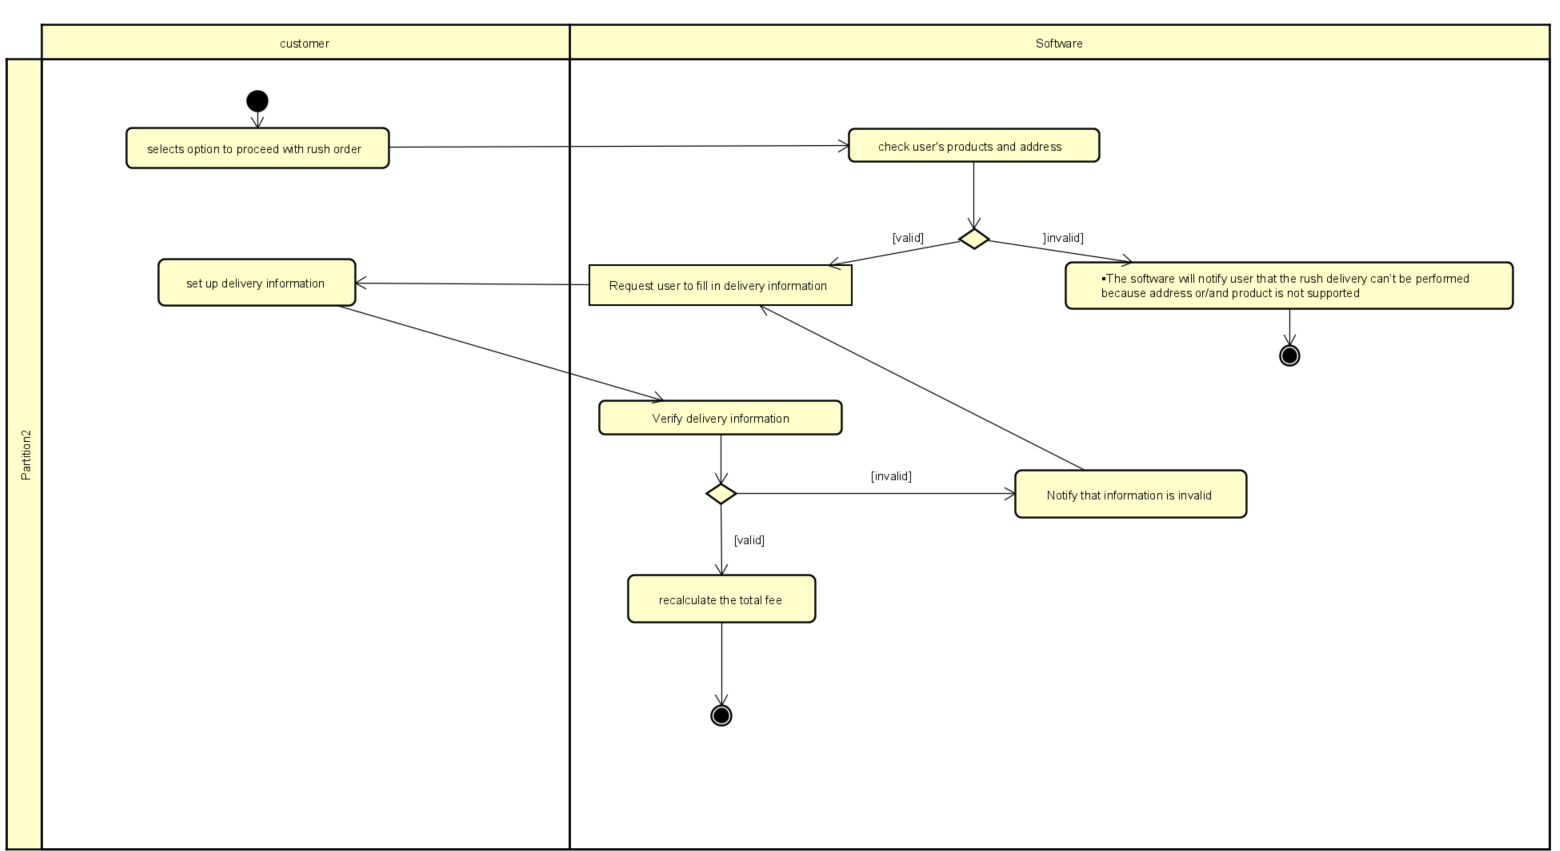 customer
Software
Partition2
selects option to proceed with rush order
check user's products and address
[valid]
]invalid]
set up delivery information
Request user to fill in delivery information
▪The software will notify user that the rush delivery can't be performed
because address or/and product is not supported
Verify delivery information
[invalid]
Notify that information is invalid
[valid]
recalculate the total fee